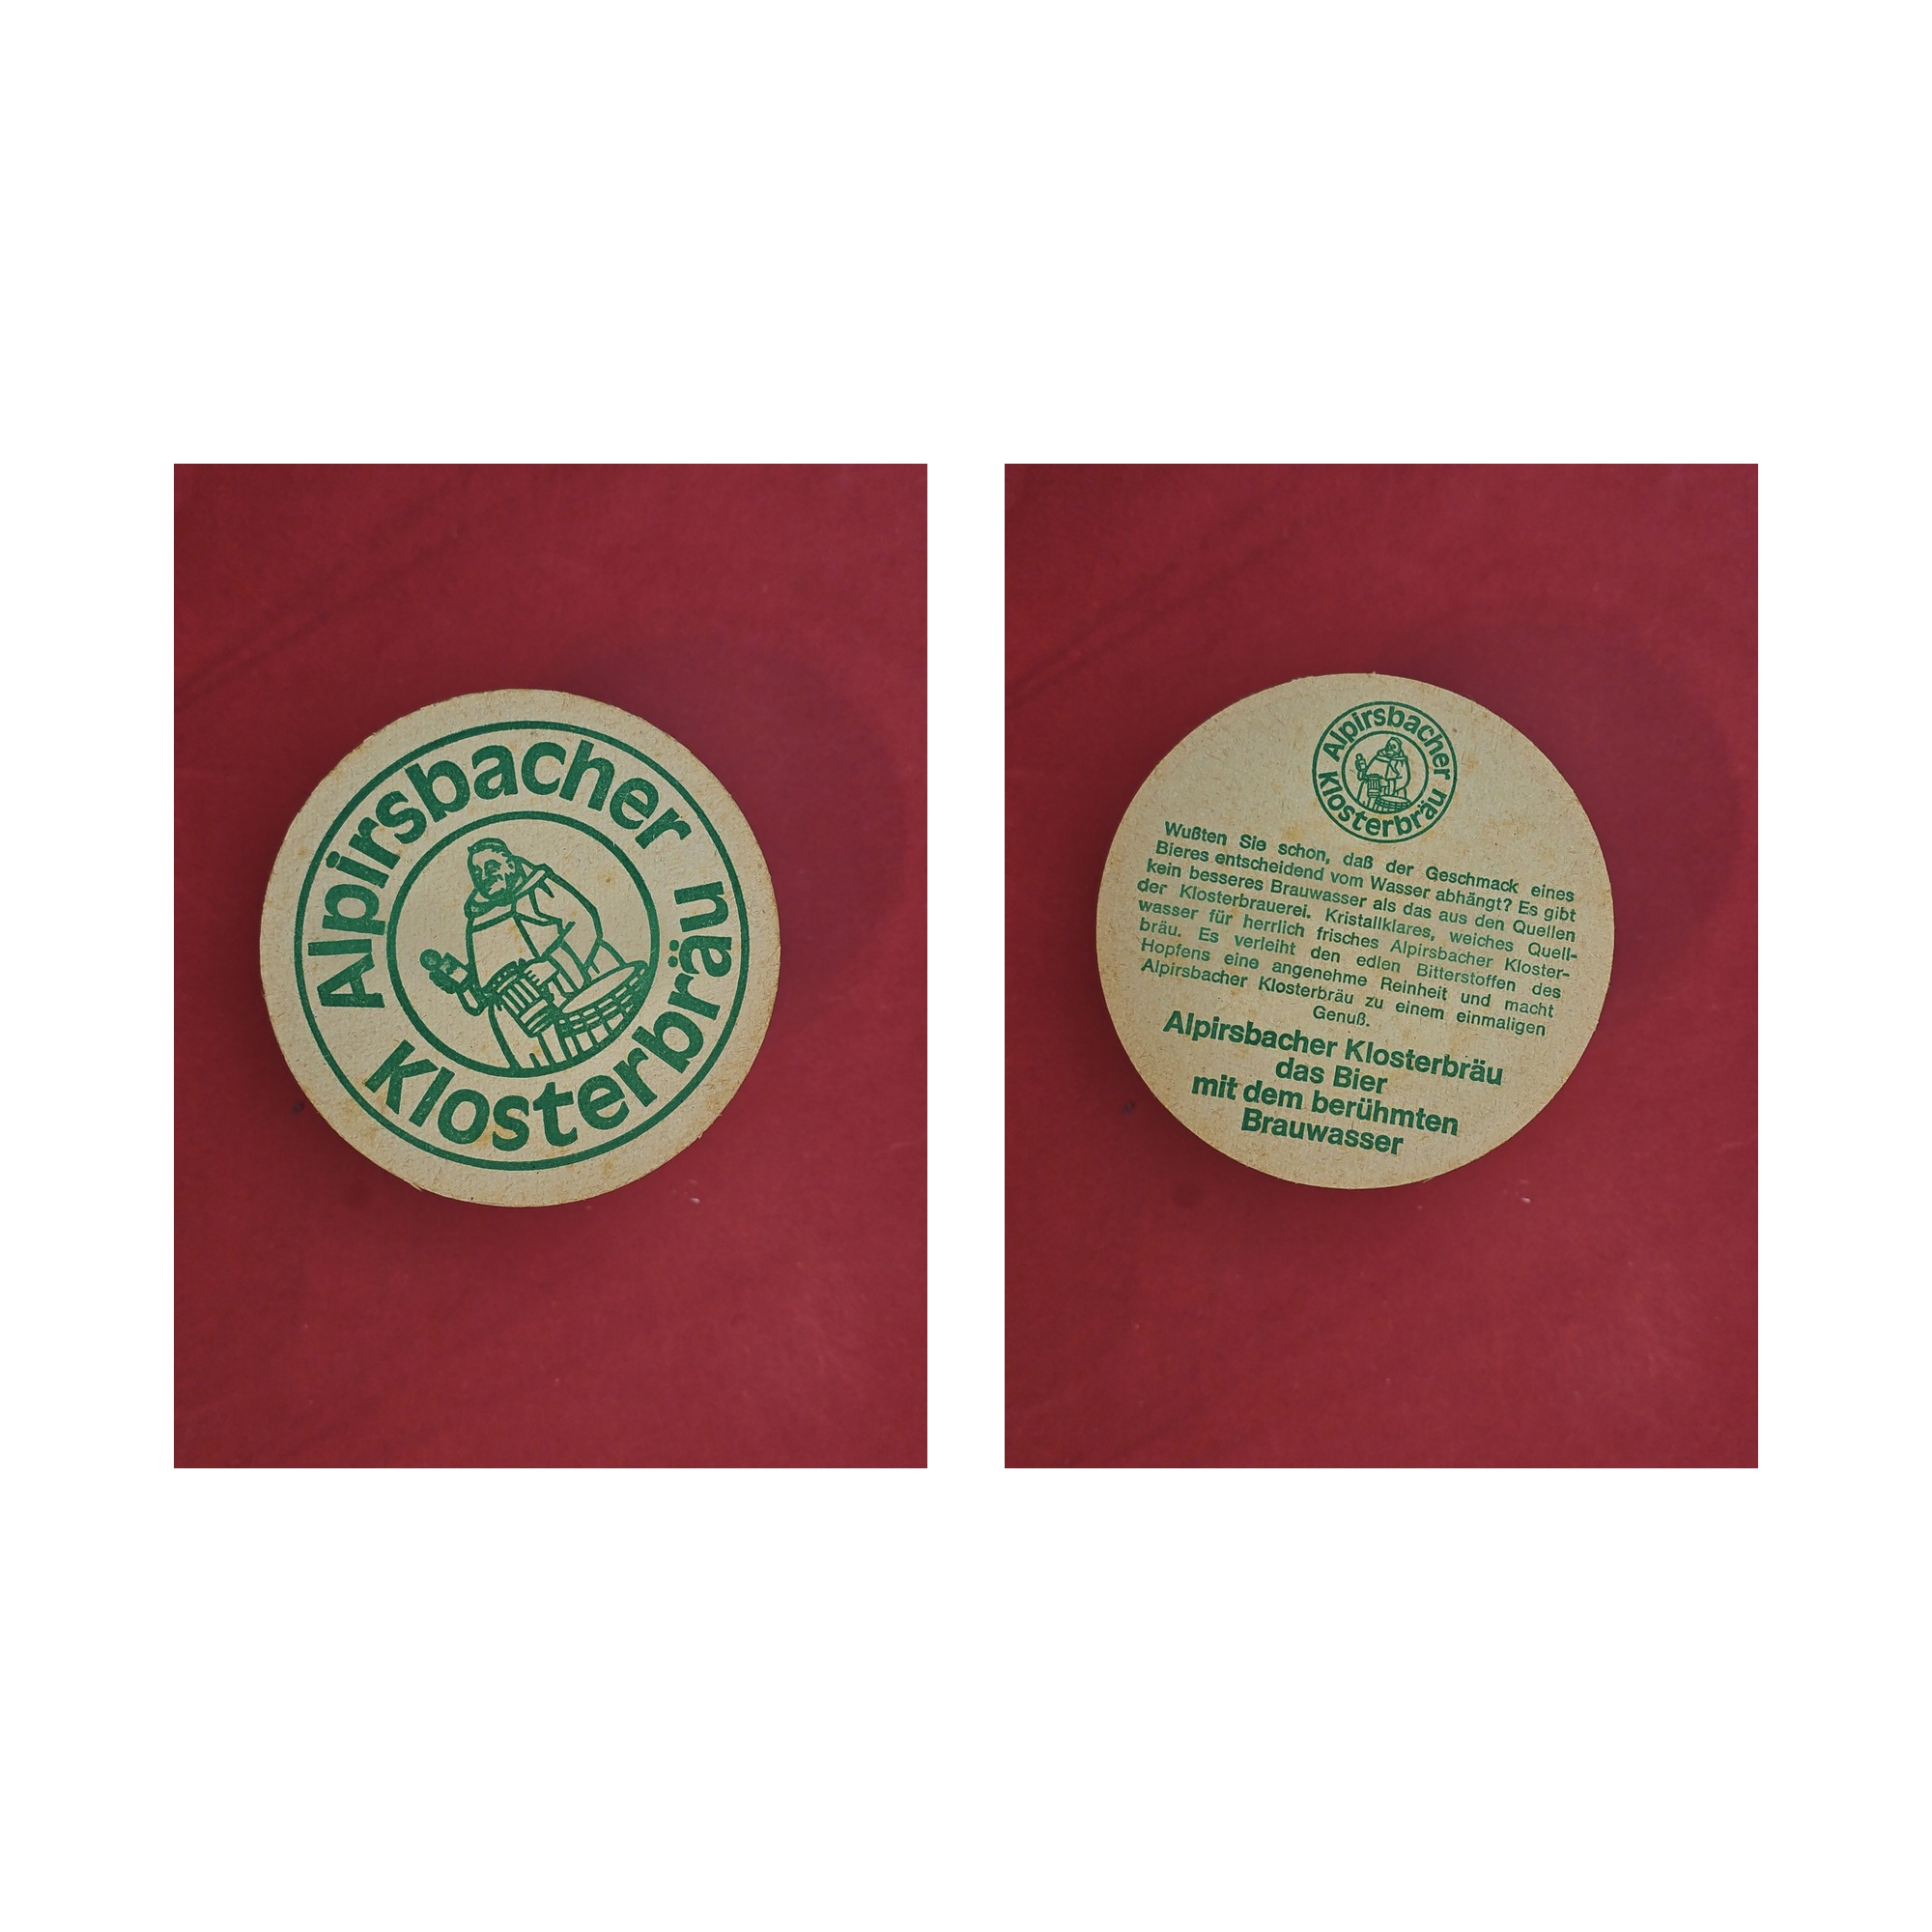 Alpirsbacher
Klosterbräu
Alpirsbacher
Klosterbräu
Wußten Sie schon, daß der Geschmack eines
Bieres entscheidend vom Wasser abhängt? Es gibt
kein besseres Brauwasser als das aus den Quellen
der Klosterbrauerei. Kristallklares, weiches Quell-
wasser für herrlich frisches Alpirsbacher Kloster-
bräu. Es verleiht den edlen Bitterstoffen des
Hopfens eine angenehme Reinheit und macht
Alpirsbacher Klosterbräu zu einem einmaligen
Genuß.
Alpirsbacher Klosterbräu
das Bier
mit dem berühmten
Brauwasser